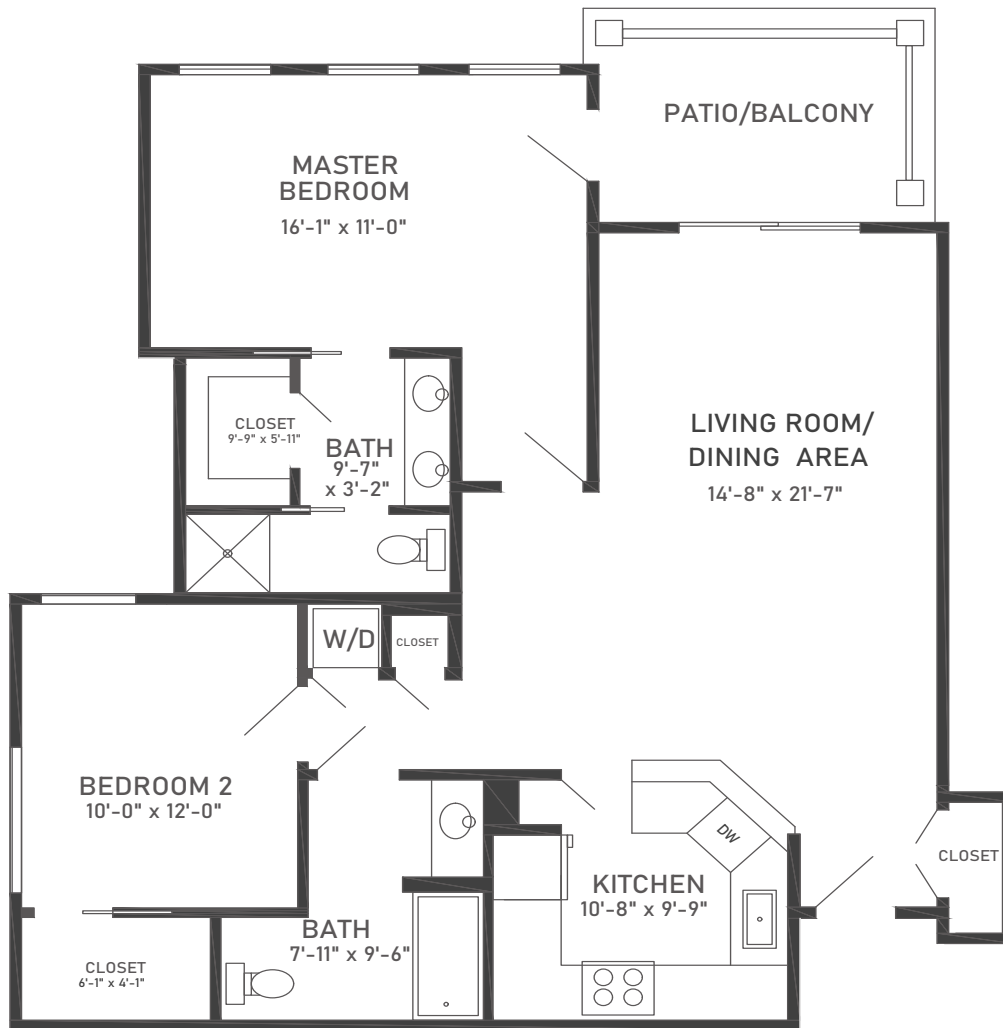 PATIO/BALCONY
MASTER
BEDROOM
16'-1" x 11'-0"
CLOSET
9'-9" x 5'-11"
BATH
9'-7"
x 3'-2"
LIVING ROOM/
DINING AREA
14'-8" x 21'-7"
W/D
CLOSET
BEDROOM 2
10'-0" x 12'-0"
DW
CLOSET
KITCHEN
10'-8" x 9'-9"
BATH
7'-11" x 9'-6"
CLOSET
6'-1" x 4'-1"